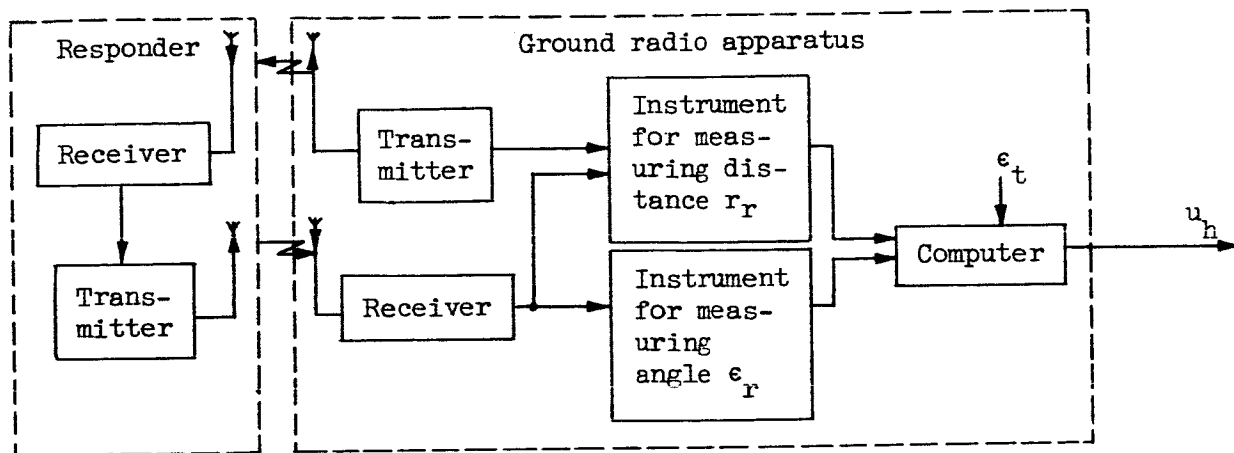 Responder
Receiver
Trans-
mitter
Ground radio apparatus
Trans-
mitter
Receiver
Instrument
for meas-
uring dis-
tance r_r
Instrument
for meas-
uring
angle ϵ_r
ϵ_t
Computer
u_h